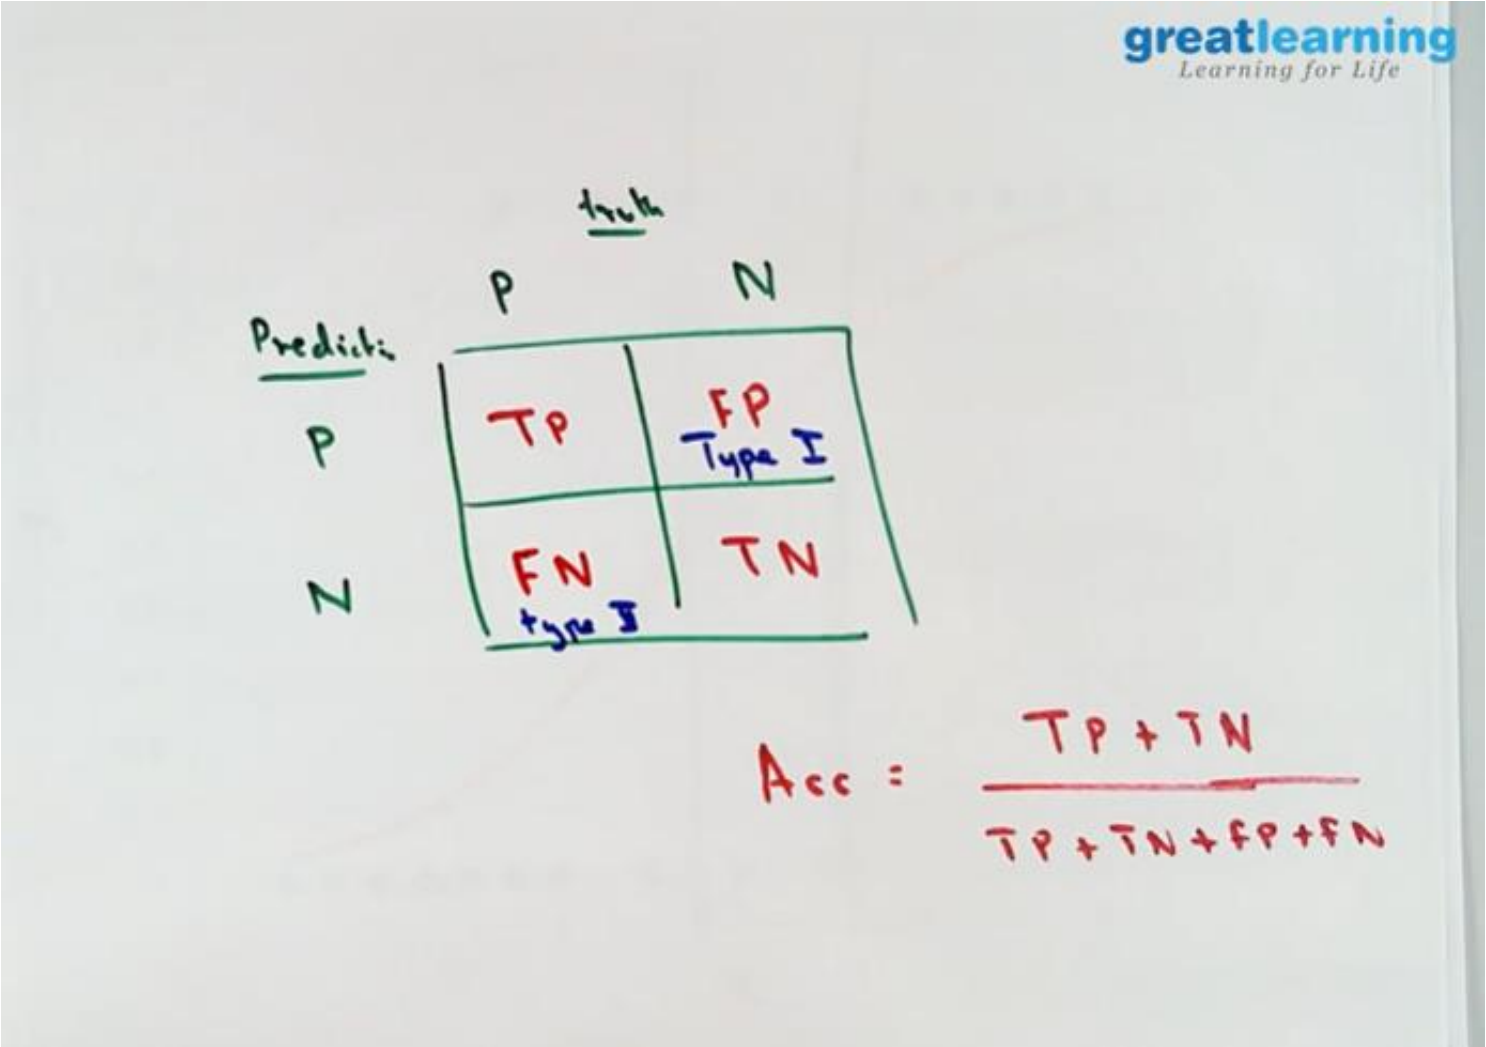 greatlearning
Learning for Life
truth
P N
Predicti
P
TP FP
Type I
N
FN TN
type II
Acc = TP + TN
TP + TN + FP + FN